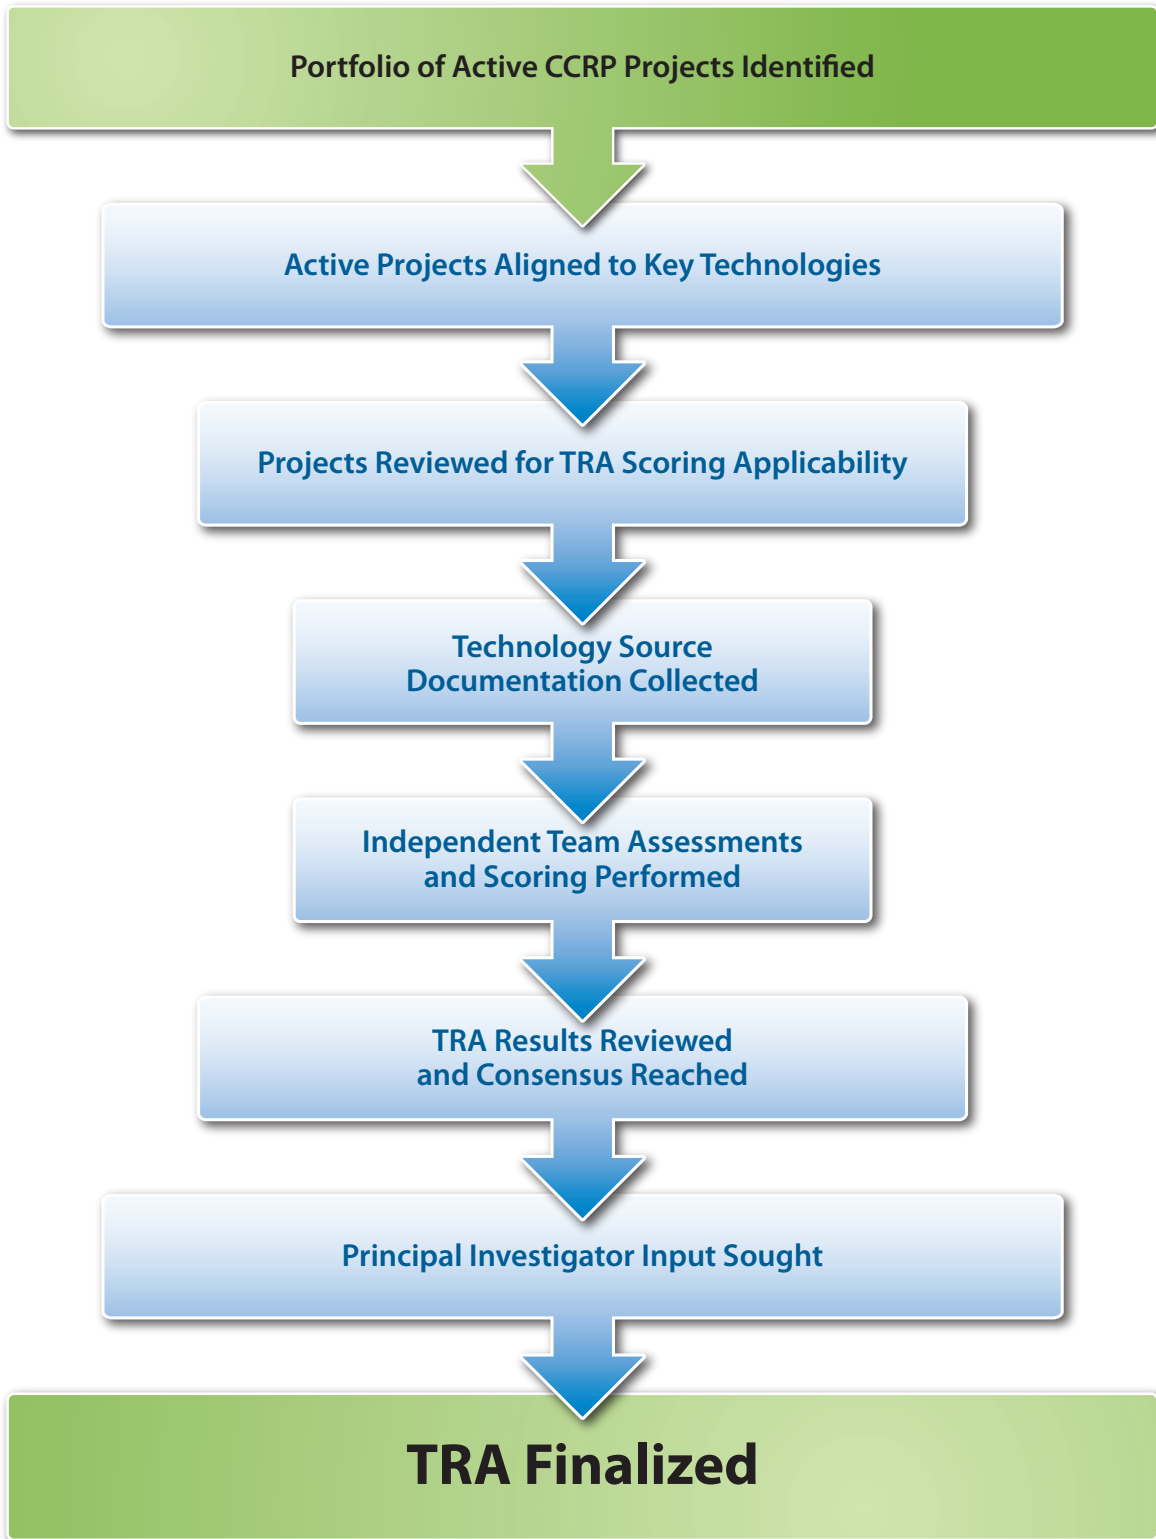 Portfolio of Active CCRP Projects Identified
Active Projects Aligned to Key Technologies
Projects Reviewed for TRA Scoring Applicability
Technology Source
Documentation Collected
Independent Team Assessments
and Scoring Performed
TRA Results Reviewed
and Consensus Reached
Principal Investigator Input Sought
TRA Finalized